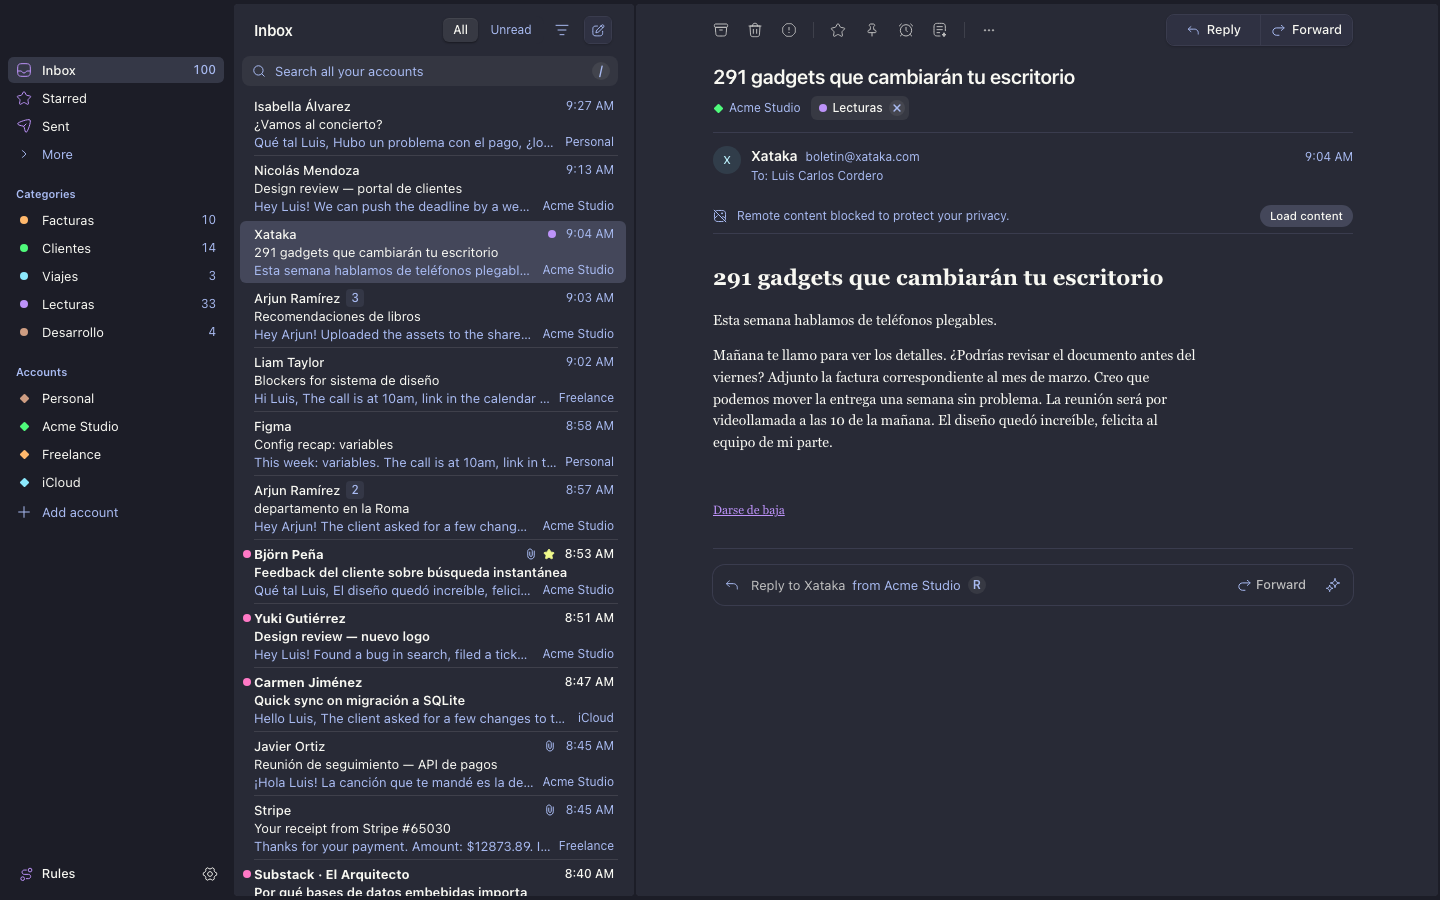 Inbox 100
Starred
Sent
More
Categories
Facturas 10
Clientes 14
Viajes 3
Lecturas 33
Desarrollo 4
Accounts
Personal
Acme Studio
Freelance
iCloud
Add account
Rules
Inbox
All
Unread
Search all your accounts /
Isabella Álvarez 9:27 AM
¿Vamos al concierto?
Qué tal Luis, Hubo un problema con el pago, ¿lo... Personal
Nicolás Mendoza 9:13 AM
Design review — portal de clientes
Hey Luis! We can push the deadline by a we... Acme Studio
Xataka 9:04 AM
291 gadgets que cambiarán tu escritorio
Esta semana hablamos de teléfonos plegabl... Acme Studio
Arjun Ramírez 3 9:03 AM
Recomendaciones de libros
Hey Arjun! Uploaded the assets to the share... Acme Studio
Liam Taylor 9:02 AM
Blockers for sistema de diseño
Hi Luis, The call is at 10am, link in the calendar ... Freelance
Figma 8:58 AM
Config recap: variables
This week: variables. The call is at 10am, link in t... Personal
Arjun Ramírez 2 8:57 AM
departamento en la Roma
Hey Arjun! The client asked for a few chang... Acme Studio
Björn Peña 8:53 AM
Feedback del cliente sobre búsqueda instantánea
Qué tal Luis, El diseño quedó increíble, felici... Acme Studio
Yuki Gutiérrez 8:51 AM
Design review — nuevo logo
Hey Luis! Found a bug in search, filed a tick... Acme Studio
Carmen Jiménez 8:47 AM
Quick sync on migración a SQLite
Hello Luis, The client asked for a few changes to t... iCloud
Javier Ortiz 8:45 AM
Reunión de seguimiento — API de pagos
¡Hola Luis! La canción que te mandé es la de... Acme Studio
Stripe 8:45 AM
Your receipt from Stripe #65030
Thanks for your payment. Amount: $12873.89. I... Freelance
Substack · El Arquitecto 8:40 AM
Por qué bases de datos embebidas importa
Reply
Forward
291 gadgets que cambiarán tu escritorio
Acme Studio
Lecturas
X
Xataka boletin@xataka.com 9:04 AM
To: Luis Carlos Cordero
Remote content blocked to protect your privacy. Load content
291 gadgets que cambiarán tu escritorio
Esta semana hablamos de teléfonos plegables.
Mañana te llamo para ver los detalles. ¿Podrías revisar el documento antes del
viernes? Adjunto la factura correspondiente al mes de marzo. Creo que
podemos mover la entrega una semana sin problema. La reunión será por
videollamada a las 10 de la mañana. El diseño quedó increíble, felicita al
equipo de mi parte.
Darse de baja
Reply to Xataka from Acme Studio R
Forward